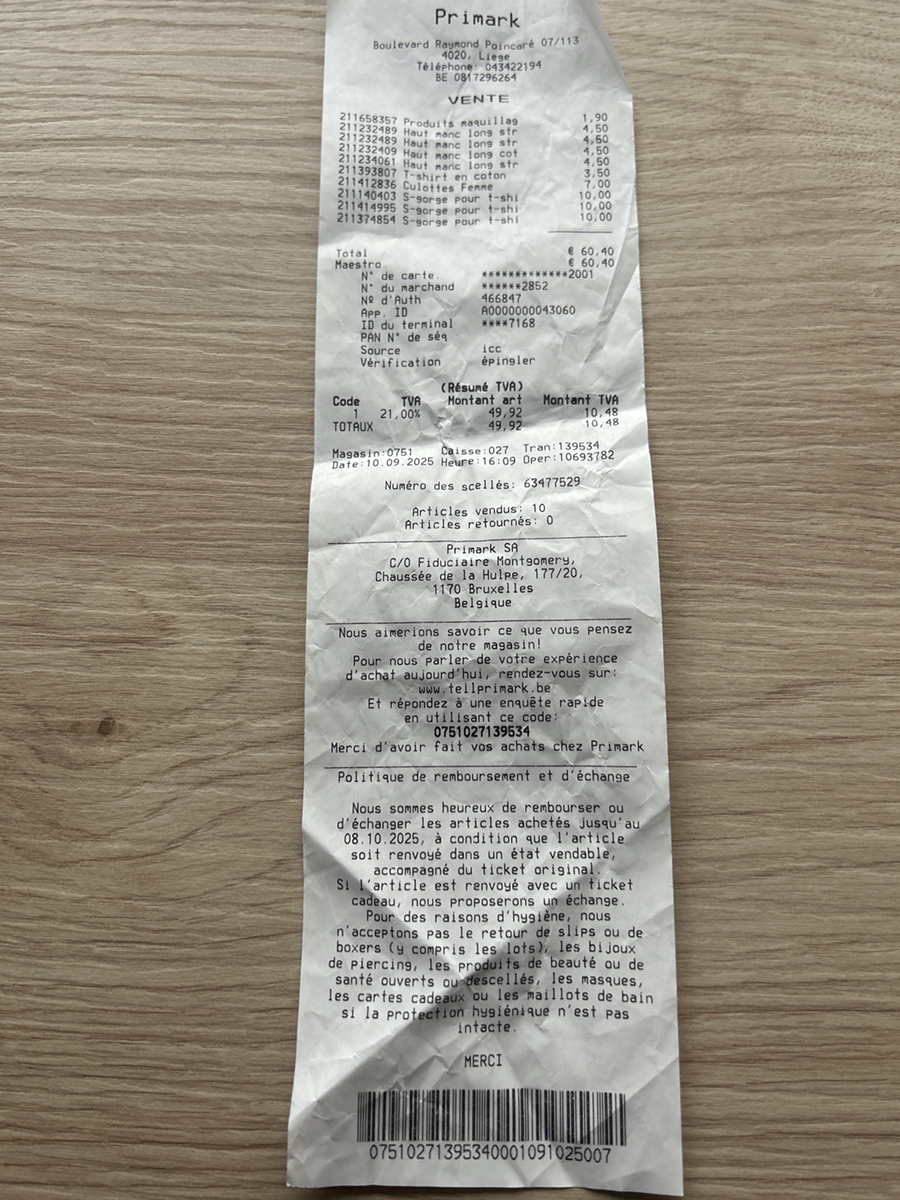 Primark
Boulevard Raymond Poincaré 07/113
4020, Liege
Téléphone: 043422194
BE 0817296264
VENTE
211658357 Produits maquillag 1,90
211232489 Haut manc long str 4,50
211232489 Haut manc long str 4,50
211232409 Haut manc long cot 4,50
211234061 Haut manc long str 4,50
211393807 T-shirt en coton 3,50
211412836 Culottes Femme 7,00
211140403 S-gorge pour t-shi 10,00
211414995 S-gorge pour t-shi 10,00
211374854 S-gorge pour t-shi 10,00
Total € 60,40
Maestro € 60,40
N° de carte. *************2001
N° du marchand ******2852
Nº d'Auth 466847
App. ID A0000000043060
ID du terminal ****7168
PAN N° de séq
Source icc
Vérification épingler
(Résumé TVA)
Code TVA Montant art Montant TVA
1 21,00% 49,92 10,48
TOTAUX 49,92 10,48
Magasin:0751 Caisse:027 Tran:139534
Date:10.09.2025 Heure:16:09 Oper:10693782
Numéro des scellés: 63477529
Articles vendus: 10
Articles retournés: 0
Primark SA
C/O Fiduciaire Montgomery,
Chaussée de la Hulpe, 177/20,
1170 Bruxelles
Belgique
Nous aimerions savoir ce que vous pensez
de notre magasin!
Pour nous parler de votre expérience
d'achat aujourd'hui, rendez-vous sur:
www.tellprimark.be
Et répondez à une enquête rapide
en utilisant ce code:
0751027139534
Merci d'avoir fait vos achats chez Primark
Politique de remboursement et d'échange
Nous sommes heureux de rembourser ou
d'échanger les articles achetés jusqu'au
08.10.2025, à condition que l'article
soit renvoyé dans un état vendable,
accompagné du ticket original.
Si l'article est renvoyé avec un ticket
cadeau, nous proposerons un échange.
Pour des raisons d'hygiène, nous
n'acceptons pas le retour de slips ou de
boxers (y compris les lots), les bijoux
de piercing, les produits de beauté ou de
santé ouverts ou descellés, les masques,
les cartes cadeaux ou les maillots de bain
si la protection hygiénique n'est pas
intacte.
MERCI
07510271395340001091025007